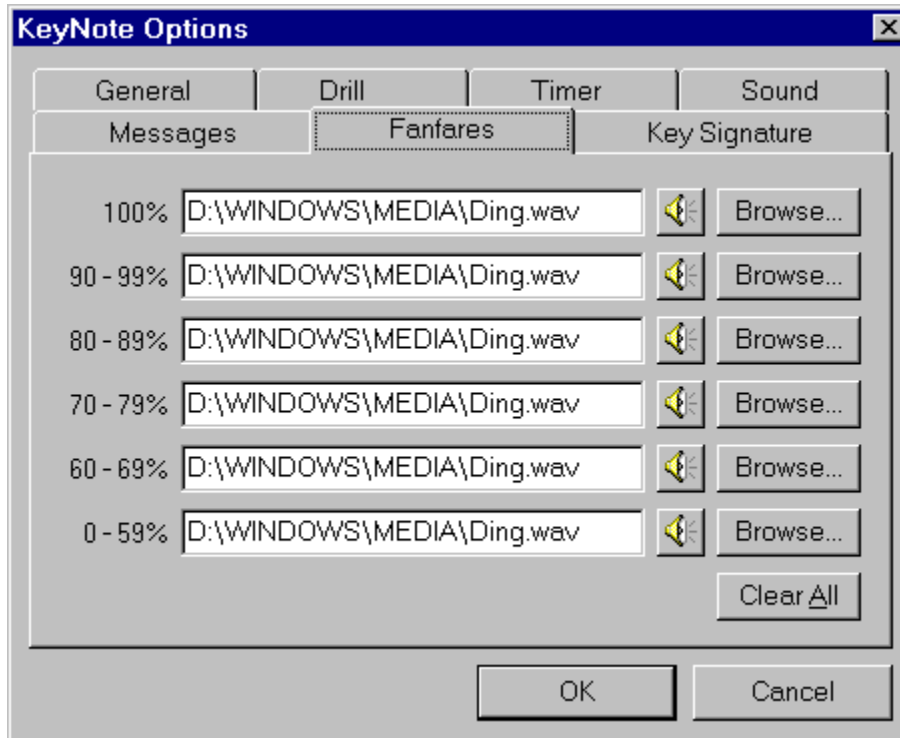 KeyNote Options
General Drill Timer Sound
Messages Fanfares Key Signature
100% D:\WINDOWS\MEDIA\Ding.wav Browse...
90 - 99% D:\WINDOWS\MEDIA\Ding.wav Browse...
80 - 89% D:\WINDOWS\MEDIA\Ding.wav Browse...
70 - 79% D:\WINDOWS\MEDIA\Ding.wav Browse...
60 - 69% D:\WINDOWS\MEDIA\Ding.wav Browse...
0 - 59% D:\WINDOWS\MEDIA\Ding.wav Browse...
Clear All
OK Cancel